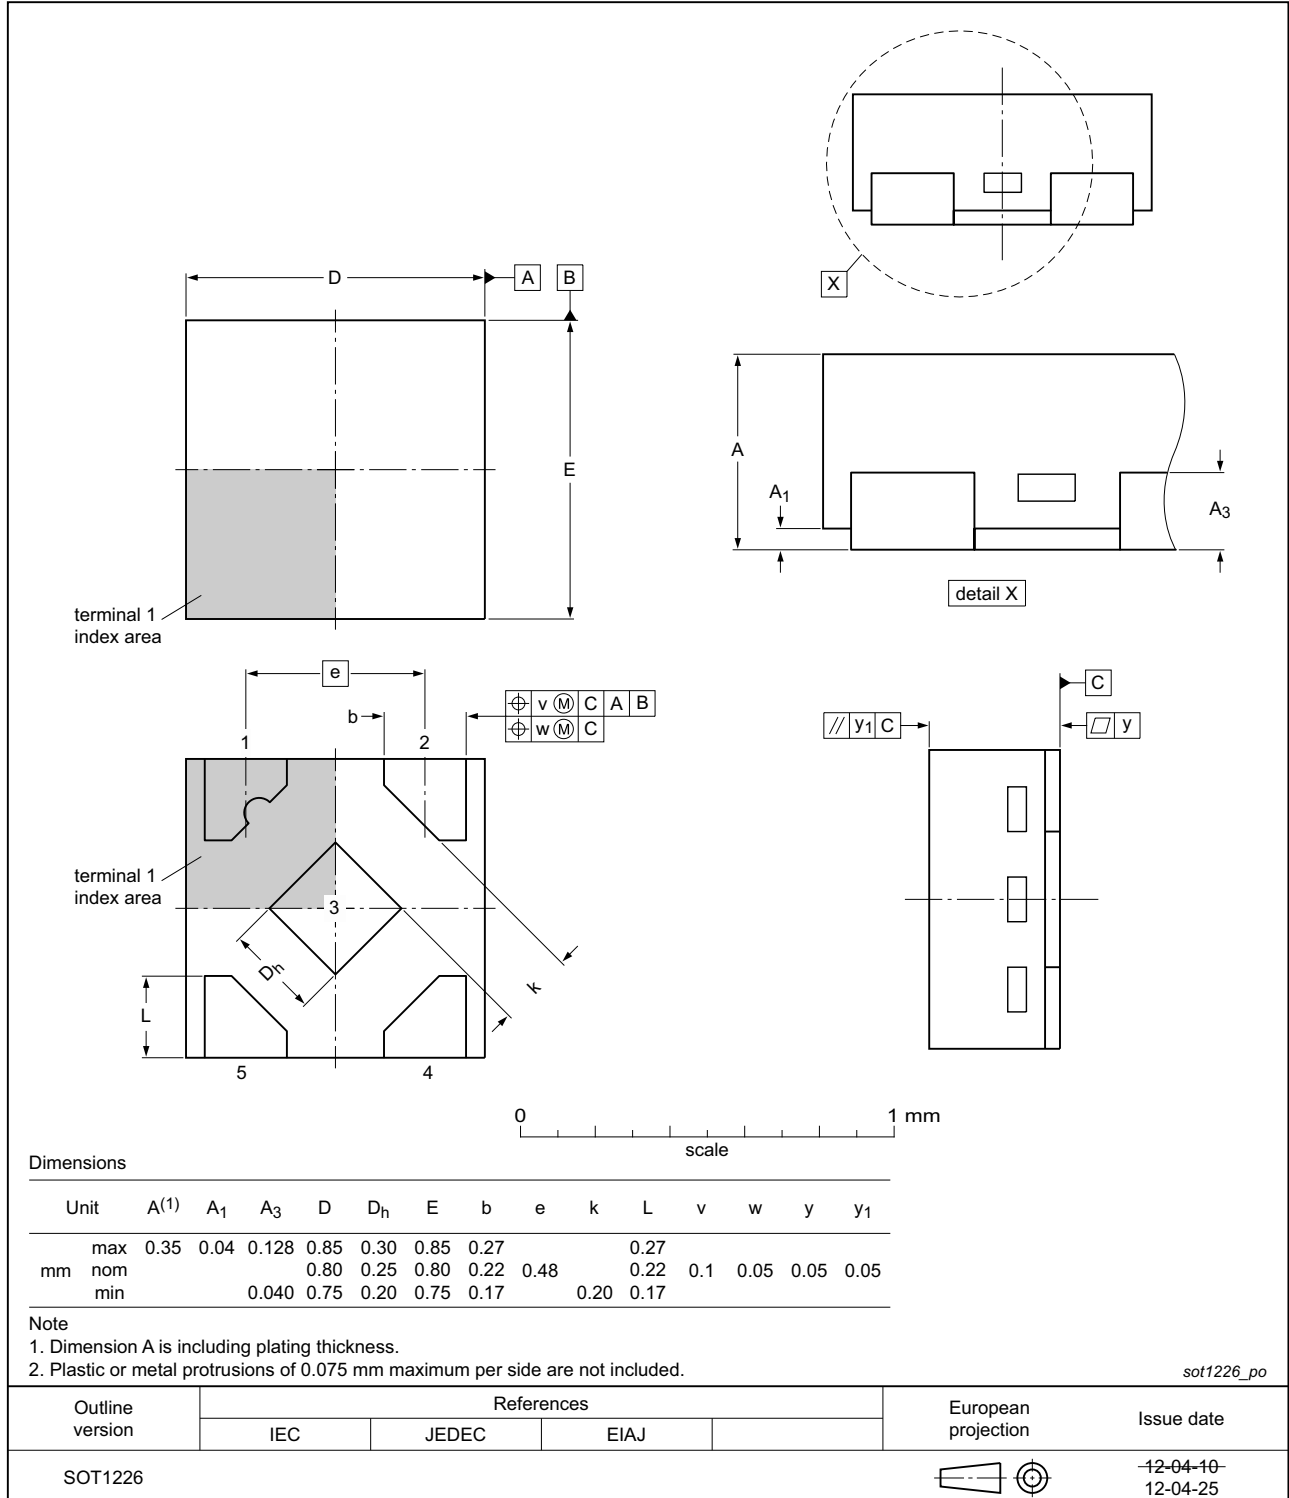 X
D
A
B
E
A
A1
A3
detail X
terminal 1
index area
e
b
v M C A B
w M C
1
2
terminal 1
index area
3
Dh
k
L
5
4
C
// y1 C
y
0
1 mm
scale
Dimensions
Unit A(1) A1 A3 D Dh E b e k L v w y y1
max 0.35 0.04 0.128 0.85 0.30 0.85 0.27 0.27
mm nom 0.80 0.25 0.80 0.22 0.48 0.22 0.1 0.05 0.05 0.05
min 0.040 0.75 0.20 0.75 0.17 0.20 0.17
Note
1. Dimension A is including plating thickness.
2. Plastic or metal protrusions of 0.075 mm maximum per side are not included.
sot1226_po
Outline
version
References
IEC
JEDEC
EIAJ
European
projection
Issue date
SOT1226
12-04-10
12-04-25